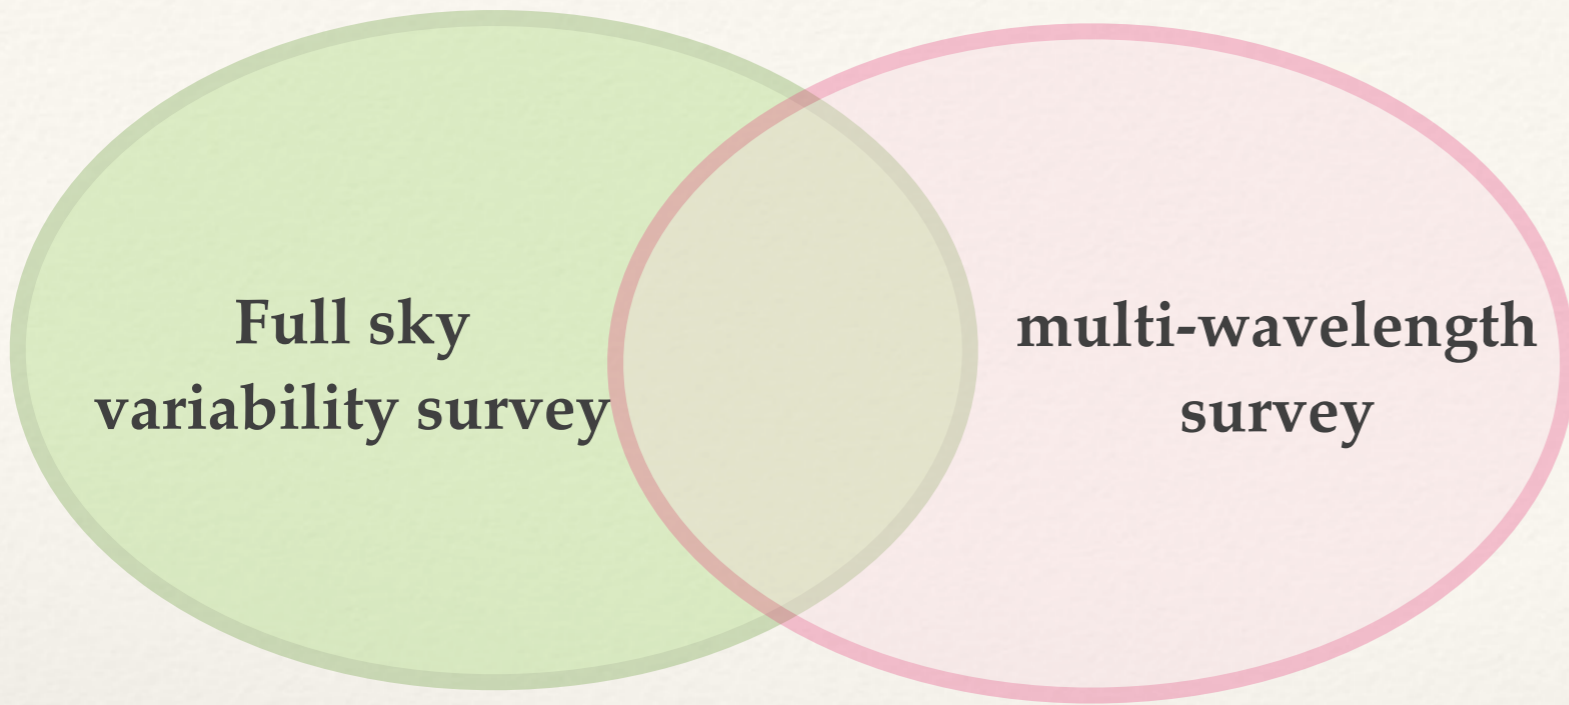 Full sky
variability survey
multi-wavelength
survey